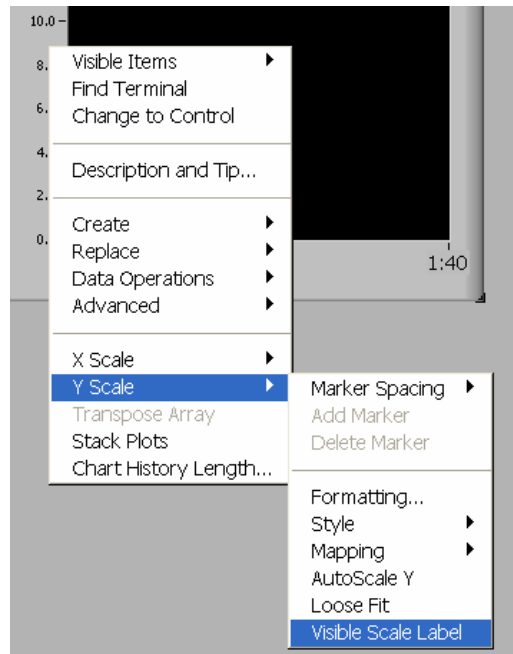 10.0
8.
6.
4.
2.
0.
1:40
Visible Items
Find Terminal
Change to Control
Description and Tip...
Create
Replace
Data Operations
Advanced
X Scale
Y Scale
Transpose Array
Stack Plots
Chart History Length...
Marker Spacing
Add Marker
Delete Marker
Formatting...
Style
Mapping
AutoScale Y
Loose Fit
Visible Scale Label